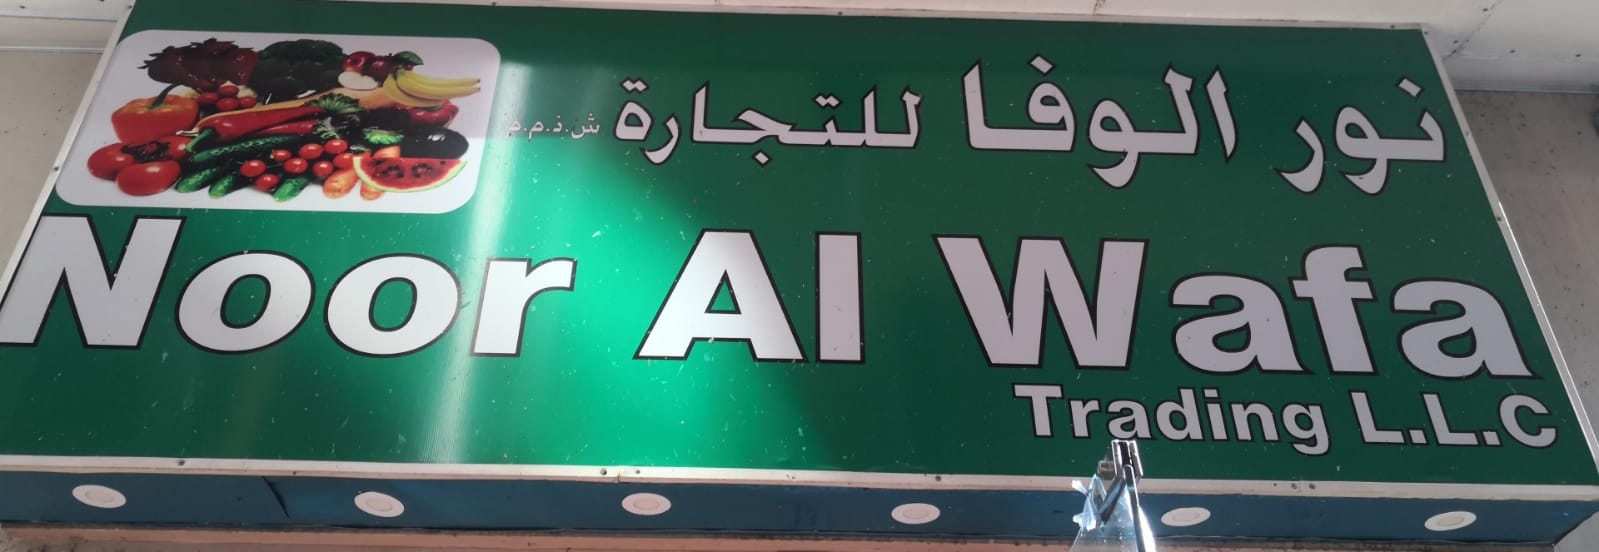 نور الوفا للتجارة ش.ذ.م.م
Noor Al Wafa
Trading L.L.C